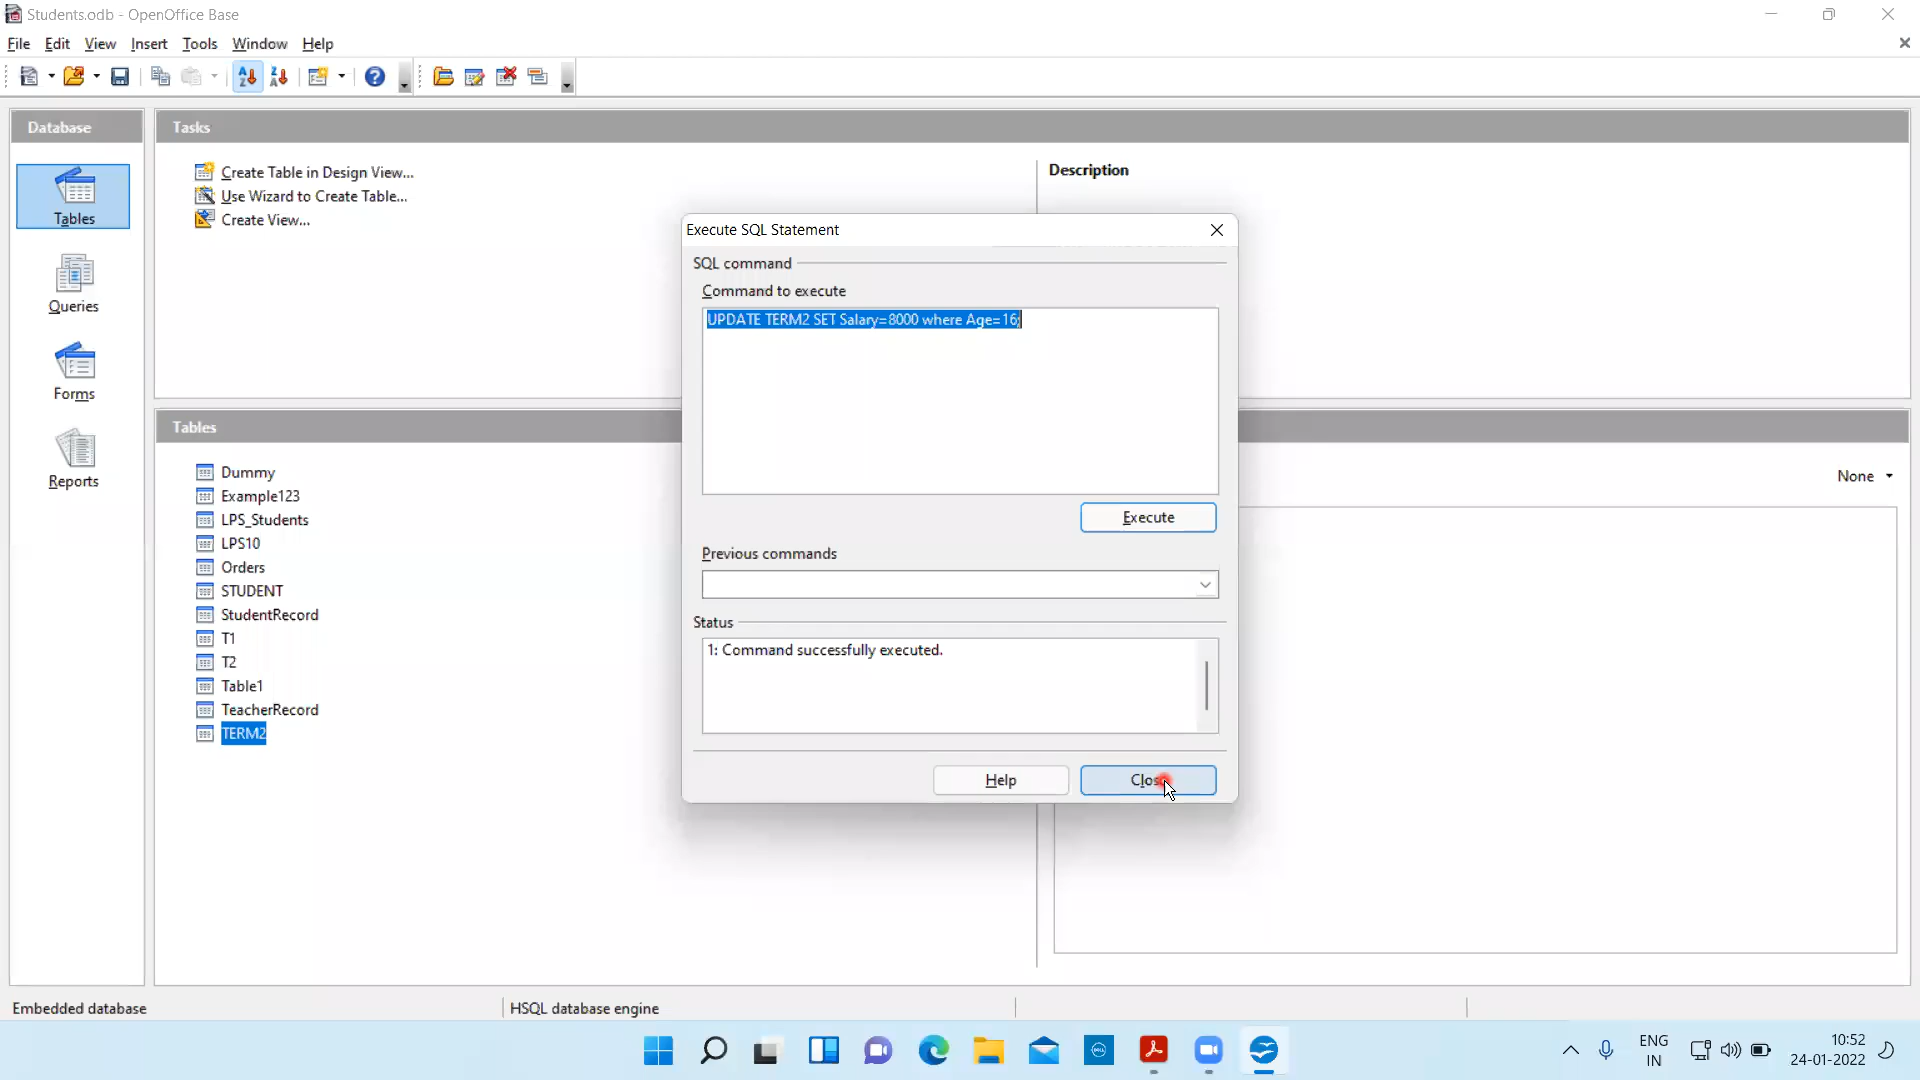 Students.odb - OpenOffice Base
File Edit View Insert Tools Window Help
Database
Tasks
Tables
Queries
Forms
Reports
Create Table in Design View...
Use Wizard to Create Table...
Create View...
Description
Tables
Dummy
Example123
LPS_Students
LPS10
Orders
STUDENT
StudentRecord
T1
T2
Table1
TeacherRecord
TERM2
None
Execute SQL Statement
SQL command
Command to execute
UPDATE TERM2 SET Salary=8000 where Age=16;
Execute
Previous commands
Status
1: Command successfully executed.
Help
Close
Embedded database
HSQL database engine
ENG
IN
10:52
24-01-2022